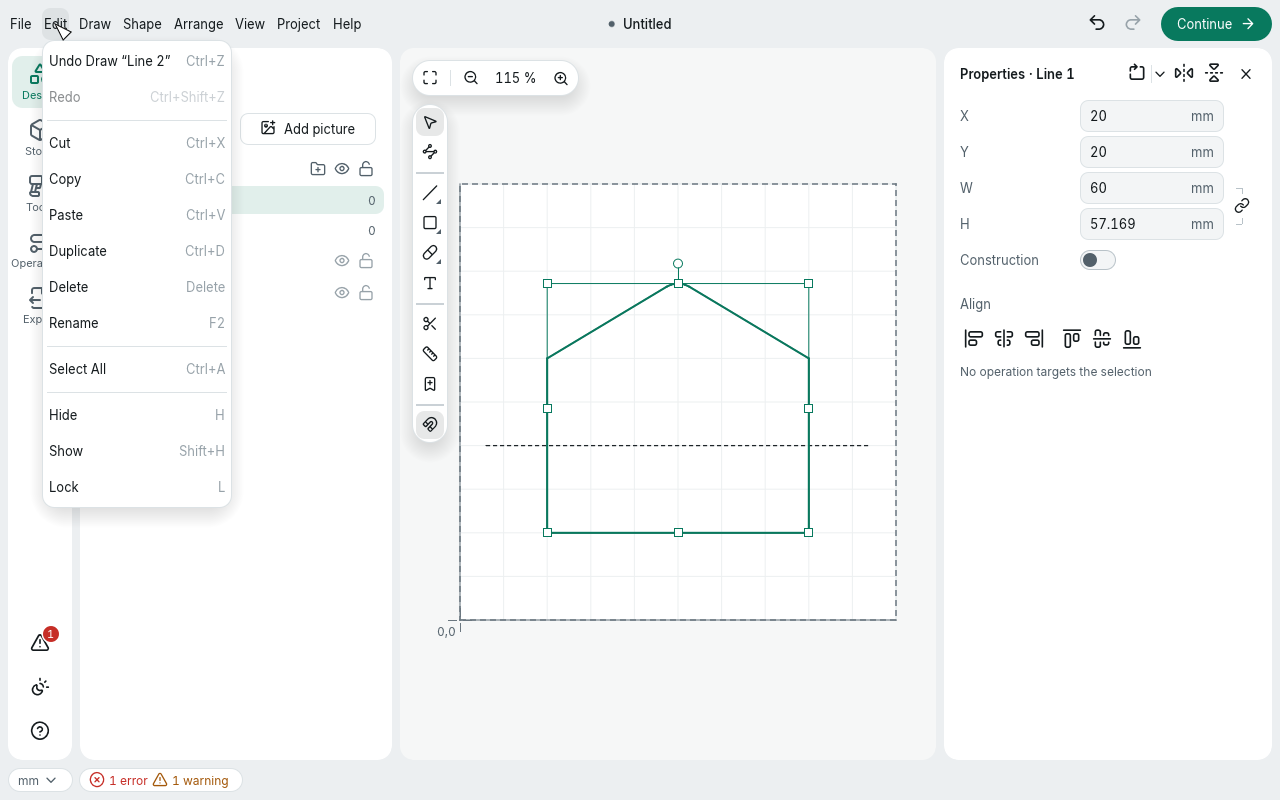 File Edit Draw Shape Arrange View Project Help
Untitled
Continue
Undo Draw “Line 2” Ctrl+Z
Redo Ctrl+Shift+Z
Cut Ctrl+X
Copy Ctrl+C
Paste Ctrl+V
Duplicate Ctrl+D
Delete Delete
Rename F2
Select All Ctrl+A
Hide H
Show Shift+H
Lock L
1
Add picture
0
0
115 %
0,0
Properties · Line 1
X 20 mm
Y 20 mm
W 60 mm
H 57.169 mm
Construction
Align
No operation targets the selection
mm
1 error 1 warning